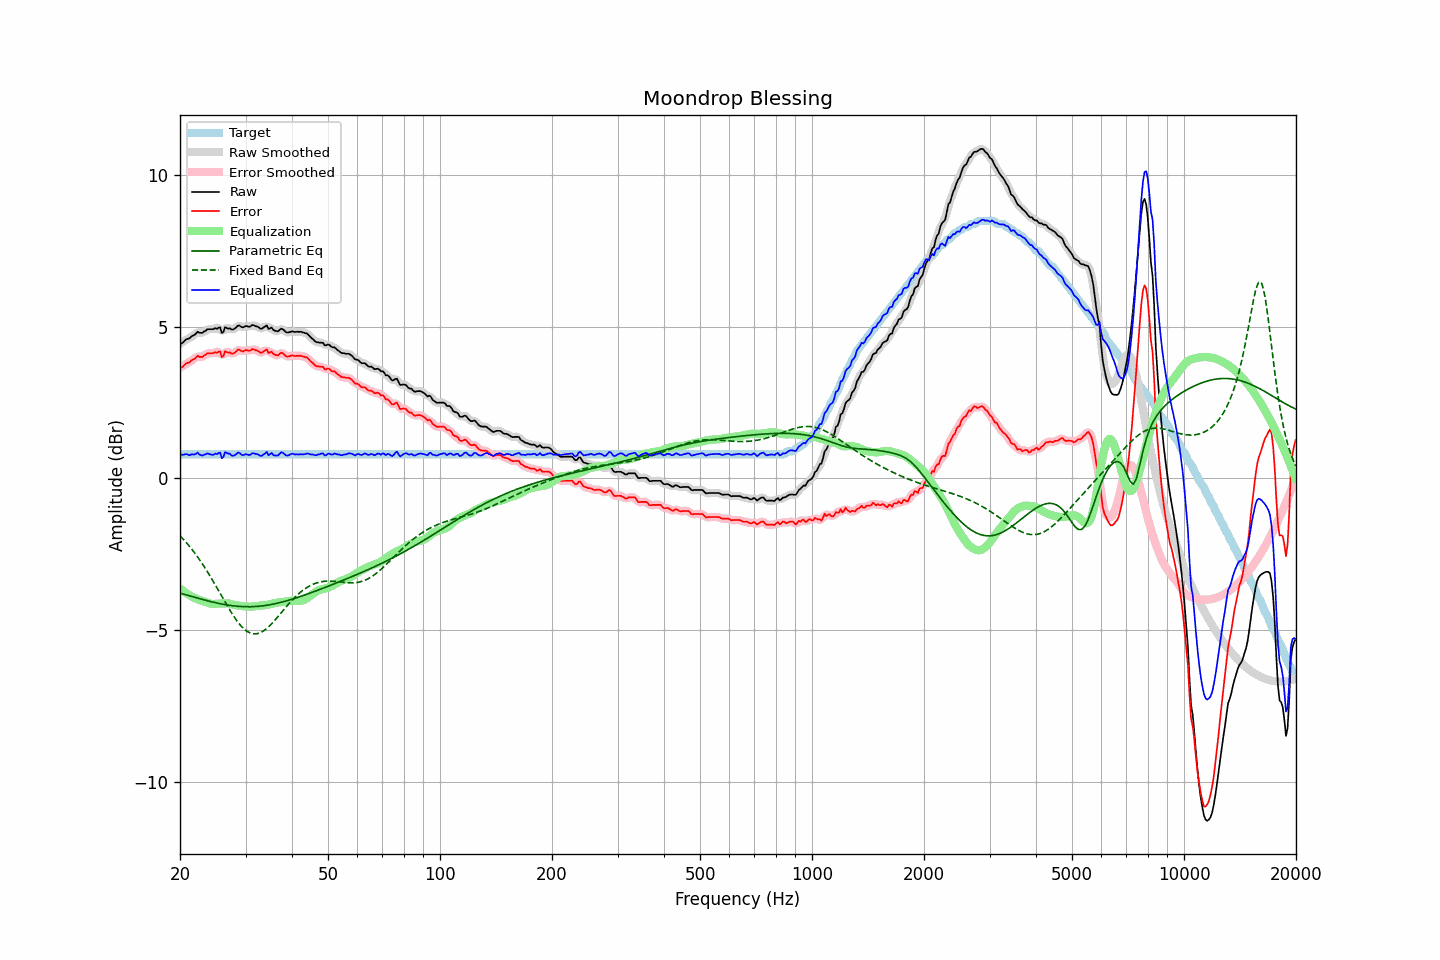 Moondrop Blessing
Target
Raw Smoothed
Error Smoothed
Raw
Error
Equalization
Parametric Eq
Fixed Band Eq
Equalized
Amplitude (dBr)
10
5
0
−5
−10
20 50 100 200 500 1000 2000 5000 10000 20000
Frequency (Hz)